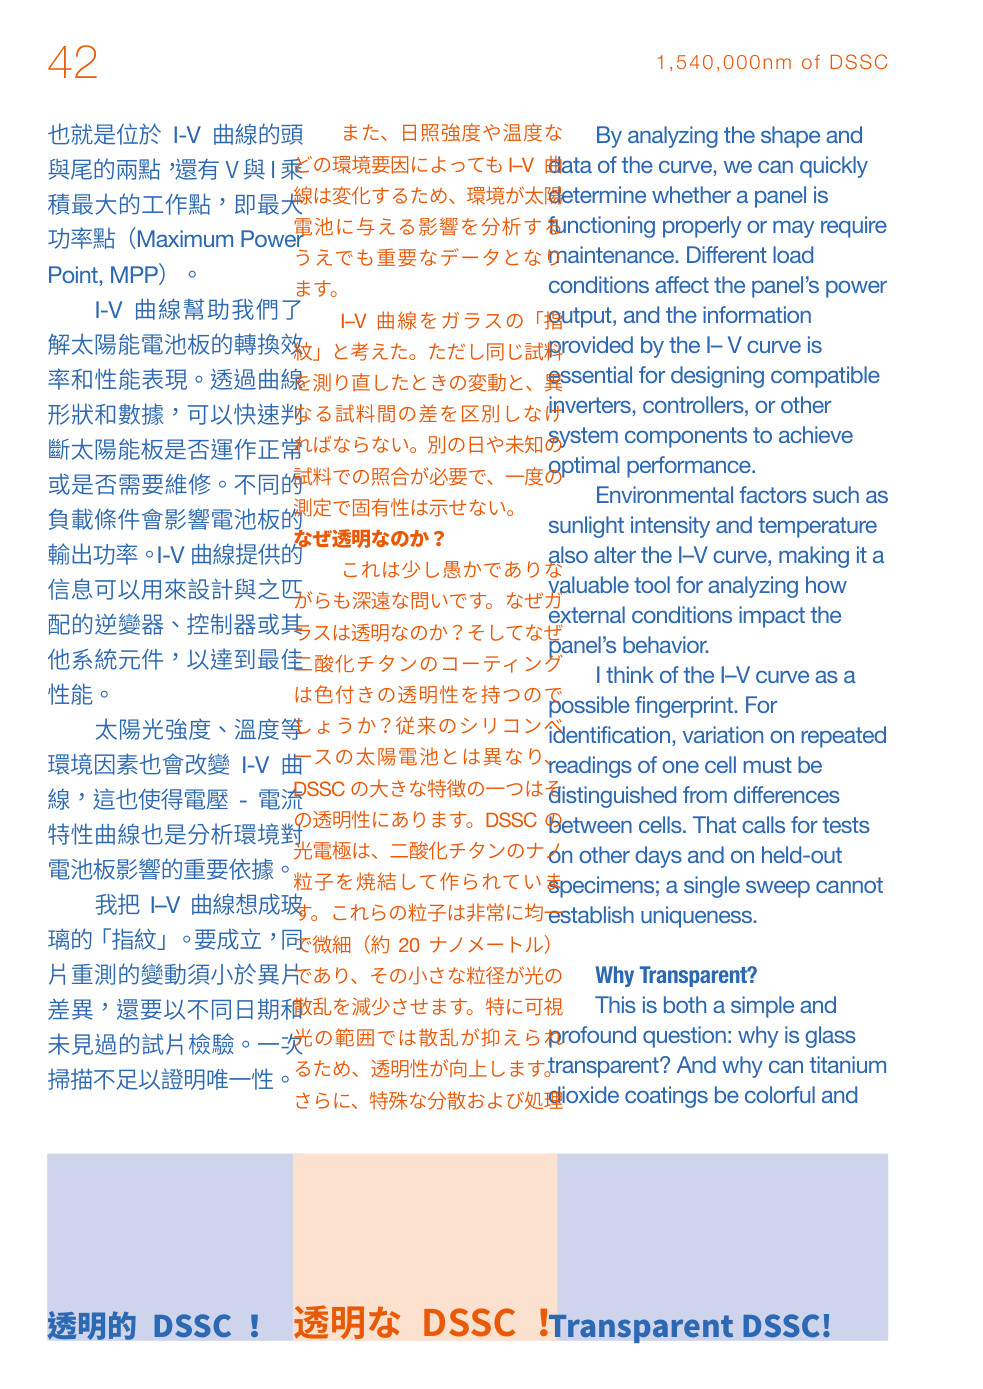 42
1,540,000nm of DSSC
也就是位於 I-V 曲線的頭
與尾的兩點，還有 V 與 I 乘
積最大的工作點，即最大
功率點（Maximum Power
Point, MPP）。
I-V 曲線幫助我們了
解太陽能電池板的轉換效
率和性能表現。透過曲線
形狀和數據，可以快速判
斷太陽能板是否運作正常
或是否需要維修。不同的
負載條件會影響電池板的
輸出功率。I-V 曲線提供的
信息可以用來設計與之匹
配的逆變器、控制器或其
他系統元件，以達到最佳
性能。
太陽光強度、溫度等
環境因素也會改變 I-V 曲
線，這也使得電壓 - 電流
特性曲線也是分析環境對
電池板影響的重要依據。
我把 I–V 曲線想成玻
璃的「指紋」。要成立，同
片重測的變動須小於異片
差異，還要以不同日期和
未見過的試片檢驗。一次
掃描不足以證明唯一性。
また、日照強度や温度な
どの環境要因によっても I–V 曲
線は変化するため、環境が太陽
電池に与える影響を分析する
うえでも重要なデータとなり
ます。
I–V 曲線をガラスの「指
紋」と考えた。ただし同じ試料
を測り直したときの変動と、異
なる試料間の差を区別しなけ
ればならない。別の日や未知の
試料での照合が必要で、一度の
測定で固有性は示せない。
なぜ透明なのか？
これは少し愚かでありな
がらも深遠な問いです。なぜガ
ラスは透明なのか？そしてなぜ
二酸化チタンのコーティング
は色付きの透明性を持つので
しょうか？従来のシリコンベ
ースの太陽電池とは異なり、
DSSC の大きな特徴の一つはそ
の透明性にあります。DSSC の
光電極は、二酸化チタンのナノ
粒子を焼結して作られていま
す。これらの粒子は非常に均一
で微細（約 20 ナノメートル）
であり、その小さな粒径が光の
散乱を減少させます。特に可視
光の範囲では散乱が抑えられ
るため、透明性が向上します。
さらに、特殊な分散および処理
By analyzing the shape and
data of the curve, we can quickly
determine whether a panel is
functioning properly or may require
maintenance. Different load
conditions affect the panel’s power
output, and the information
provided by the I– V curve is
essential for designing compatible
inverters, controllers, or other
system components to achieve
optimal performance.
Environmental factors such as
sunlight intensity and temperature
also alter the I–V curve, making it a
valuable tool for analyzing how
external conditions impact the
panel’s behavior.
I think of the I–V curve as a
possible fingerprint. For
identification, variation on repeated
readings of one cell must be
distinguished from differences
between cells. That calls for tests
on other days and on held-out
specimens; a single sweep cannot
establish uniqueness.
Why Transparent?
This is both a simple and
profound question: why is glass
transparent? And why can titanium
dioxide coatings be colorful and
透明的 DSSC！
透明な DSSC！
Transparent DSSC!